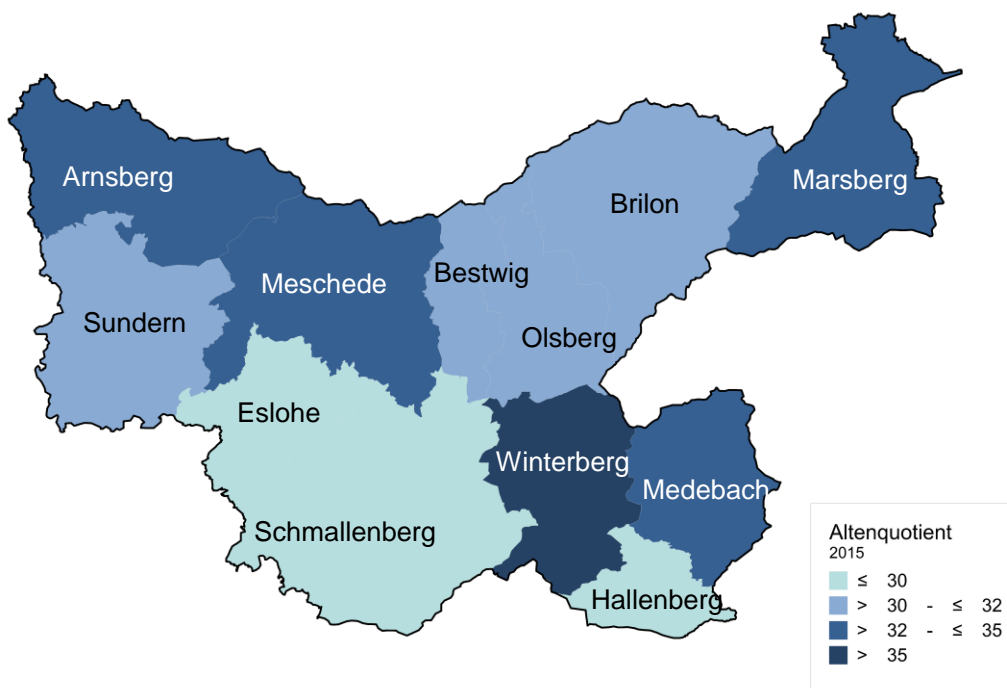 Arnsberg
Marsberg
Brilon
Bestwig
Meschede
Sundern
Olsberg
Eslohe
Winterberg
Medebach
Schmallenberg
Hallenberg
Altenquotient
2015
≤ 30
> 30 - ≤ 32
> 32 - ≤ 35
> 35